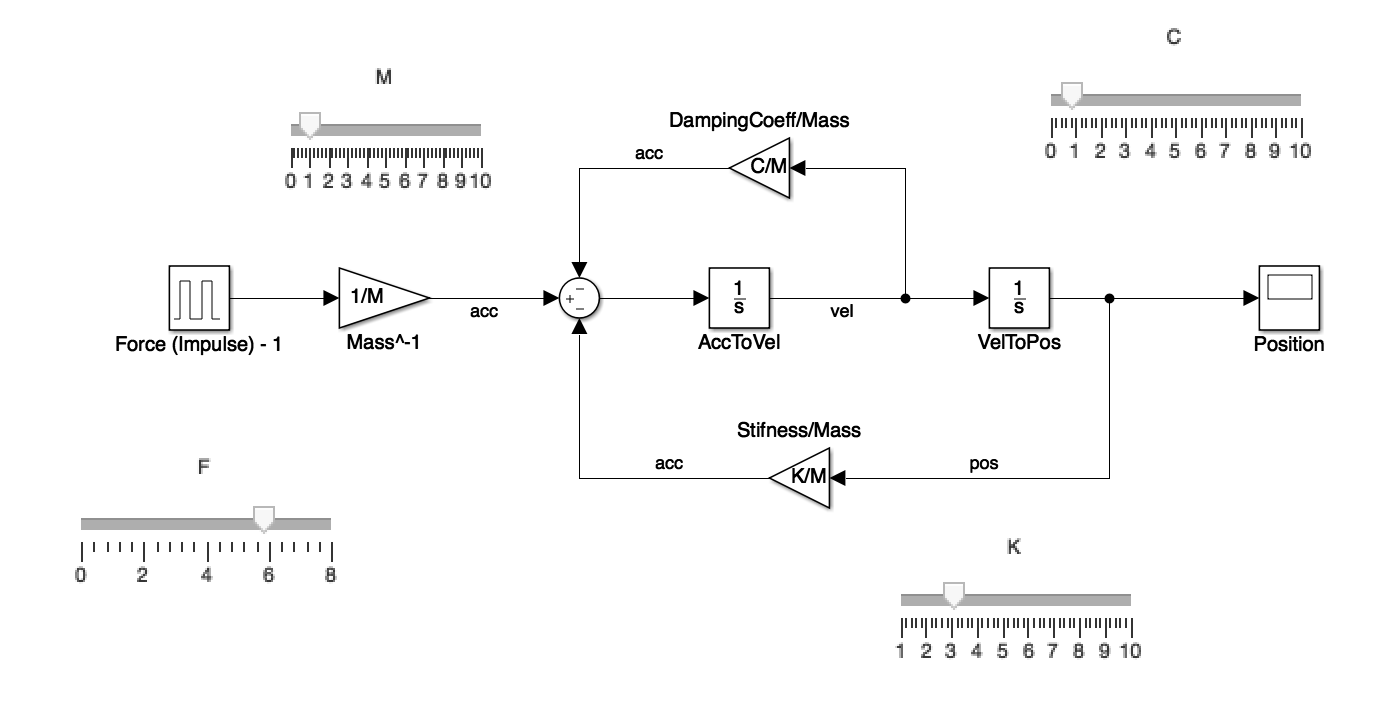 C
M
0 1 2 3 4 5 6 7 8 9 10
0 1 2 3 4 5 6 7 8 9 10
DampingCoeff/Mass
acc
C/M
1/M
+
−
−
1
s
1
s
acc
vel
Force (Impulse) - 1
Mass^-1
AccToVel
VelToPos
Position
Stifness/Mass
acc
K/M
pos
F
0 2 4 6 8
K
1 2 3 4 5 6 7 8 9 10